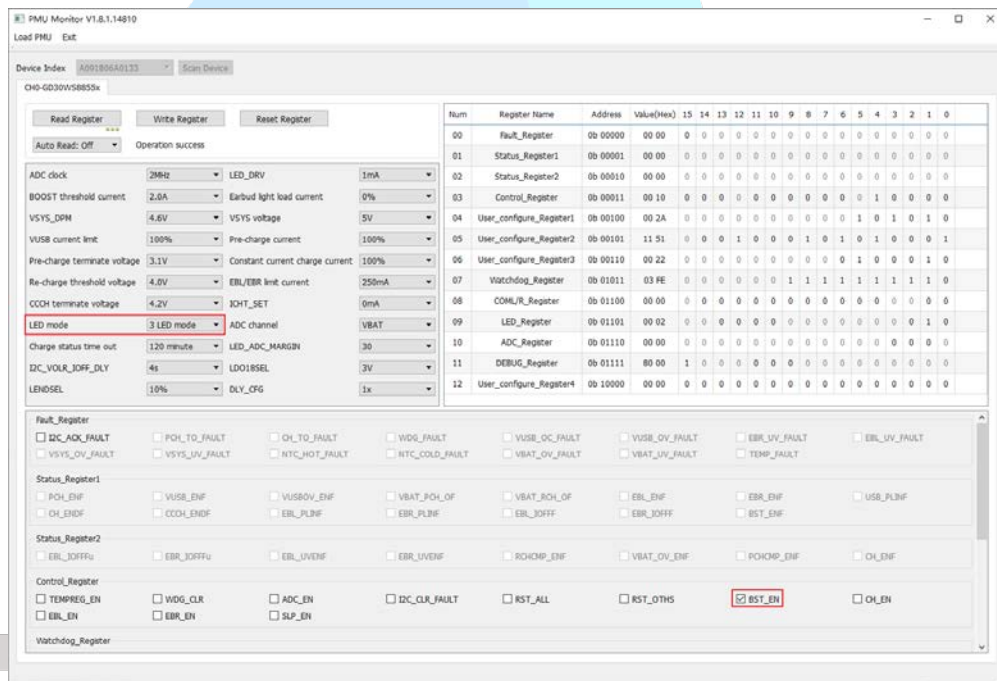 PMU Monitor V1.8.1.14810
Load PMU Exit
Device Index A091806A0133 Scan Device
CH0-GD30WS8855x
Read Register Write Register Reset Register
Auto Read: Off Operation success
ADC clock 2MHz LED_DRV 1mA
BOOST threshold current 2.0A Earbud light load current 0%
VSYS_DPM 4.6V VSYS voltage 5V
VUSB current limt 100% Pre-charge current 100%
Pre-charge terminate voltage 3.1V Constant current charge current 100%
Re-charge threshold voltage 4.0V EBL/EBR limt current 250mA
CCCH terminate voltage 4.2V ICHT_SET 0mA
LED mode 3 LED mode ADC channel VBAT
Charge status time out 120 minute LED_ADC_MARGIN 30
I2C_VOLR_IOFF_DLY 4s LDO18SEL 3V
LENDSEL 10% DLY_CFG 1x
Num Register Name Address Value(Hex) 15 14 13 12 11 10 9 8 7 6 5 4 3 2 1 0
00 Fault_Register 0b 00000 00 00 0 0 0 0 0 0 0 0 0 0 0 0 0 0 0 0
01 Status_Register1 0b 00001 00 00 0 0 0 0 0 0 0 0 0 0 0 0 0 0 0 0
02 Status_Register2 0b 00010 00 00 0 0 0 0 0 0 0 0 0 0 0 0 0 0 0 0
03 Control_Register 0b 00011 00 10 0 0 0 0 0 0 0 0 0 0 0 1 0 0 0 0
04 User_configure_Register1 0b 00100 00 2A 0 0 0 0 0 0 0 0 0 0 1 0 1 0 1 0
05 User_configure_Register2 0b 00101 11 51 0 0 0 1 0 0 0 1 0 1 0 1 0 0 0 1
06 User_configure_Register3 0b 00110 00 22 0 0 0 0 0 0 0 0 0 0 1 0 0 0 1 0
07 Watchdog_Register 0b 01011 03 FE 0 0 0 0 0 0 1 1 1 1 1 1 1 1 1 0
08 COML/R_Register 0b 01100 00 00 0 0 0 0 0 0 0 0 0 0 0 0 0 0 0 0
09 LED_Register 0b 01101 00 02 0 0 0 0 0 0 0 0 0 0 0 0 0 0 1 0
10 ADC_Register 0b 01110 00 00 0 0 0 0 0 0 0 0 0 0 0 0 0 0 0 0
11 DEBUG_Register 0b 01111 80 00 1 0 0 0 0 0 0 0 0 0 0 0 0 0 0 0
12 User_configure_Register4 0b 10000 00 00 0 0 0 0 0 0 0 0 0 0 0 0 0 0 0 0
Fault_Register
I2C_ACK_FAULT PCH_TO_FAULT CH_TO_FAULT WDG_FAULT VUSB_OC_FAULT VUSB_OV_FAULT EBR_UV_FAULT EBL_UV_FAULT
VSYS_OV_FAULT VSYS_UV_FAULT NTC_HOT_FAULT NTC_COLD_FAULT VBAT_OV_FAULT VBAT_UV_FAULT TEMP_FAULT
Status_Register1
PCH_ENF VUSB_ENF VUSBOV_ENF VBAT_PCH_OF VBAT_RCH_OF EBL_ENF EBR_ENF USB_PLINF
CH_ENDF CCCH_ENDF EBL_PLINF EBR_PLINF EBL_IOFFF EBR_IOFFF BST_ENF
Status_Register2
EBL_IOFFFu EBR_IOFFFu EBL_UVENF EBR_UVENF RCHCMP_ENF VBAT_OV_ENF PCHCMP_ENF CH_ENF
Control_Register
TEMPREG_EN WDG_CLR ADC_EN I2C_CLR_FAULT RST_ALL RST_OTHS BST_EN CH_EN
EBL_EN EBR_EN SLP_EN
Watchdog_Register